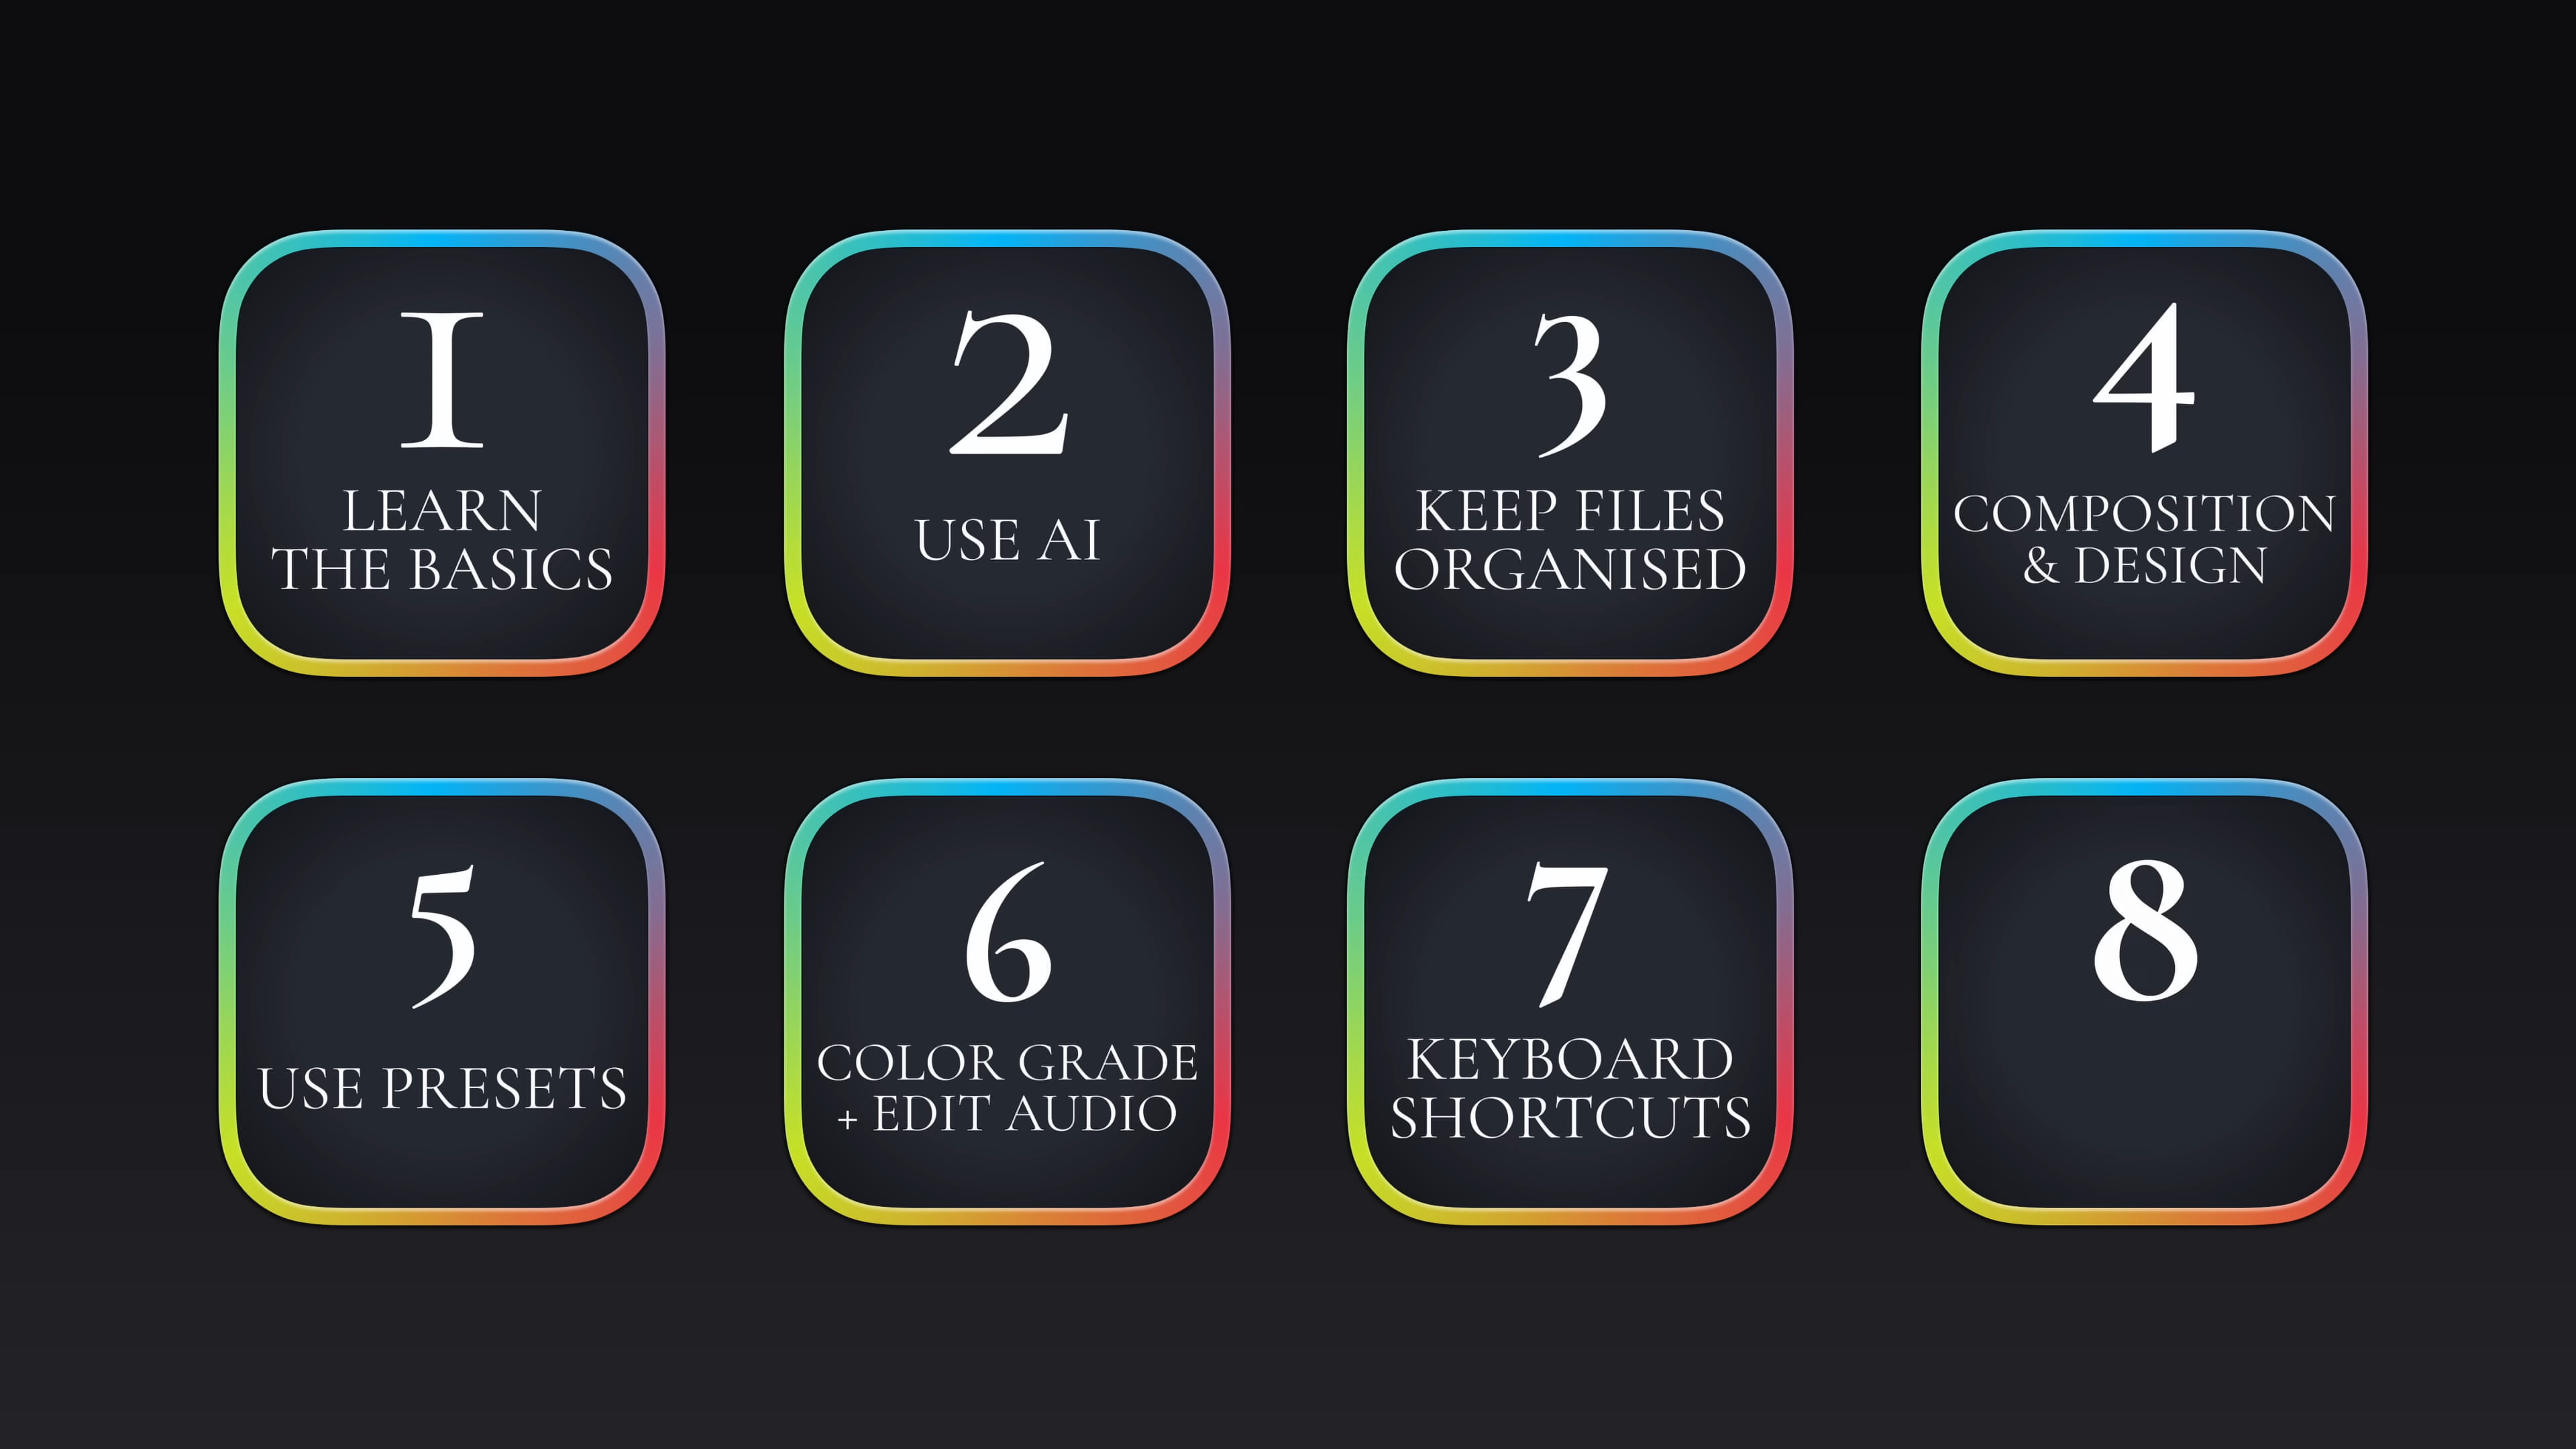 1
LEARN
THE BASICS
2
USE AI
3
KEEP FILES
ORGANISED
4
COMPOSITION
& DESIGN
5
USE PRESETS
6
COLOR GRADE
+ EDIT AUDIO
7
KEYBOARD
SHORTCUTS
8